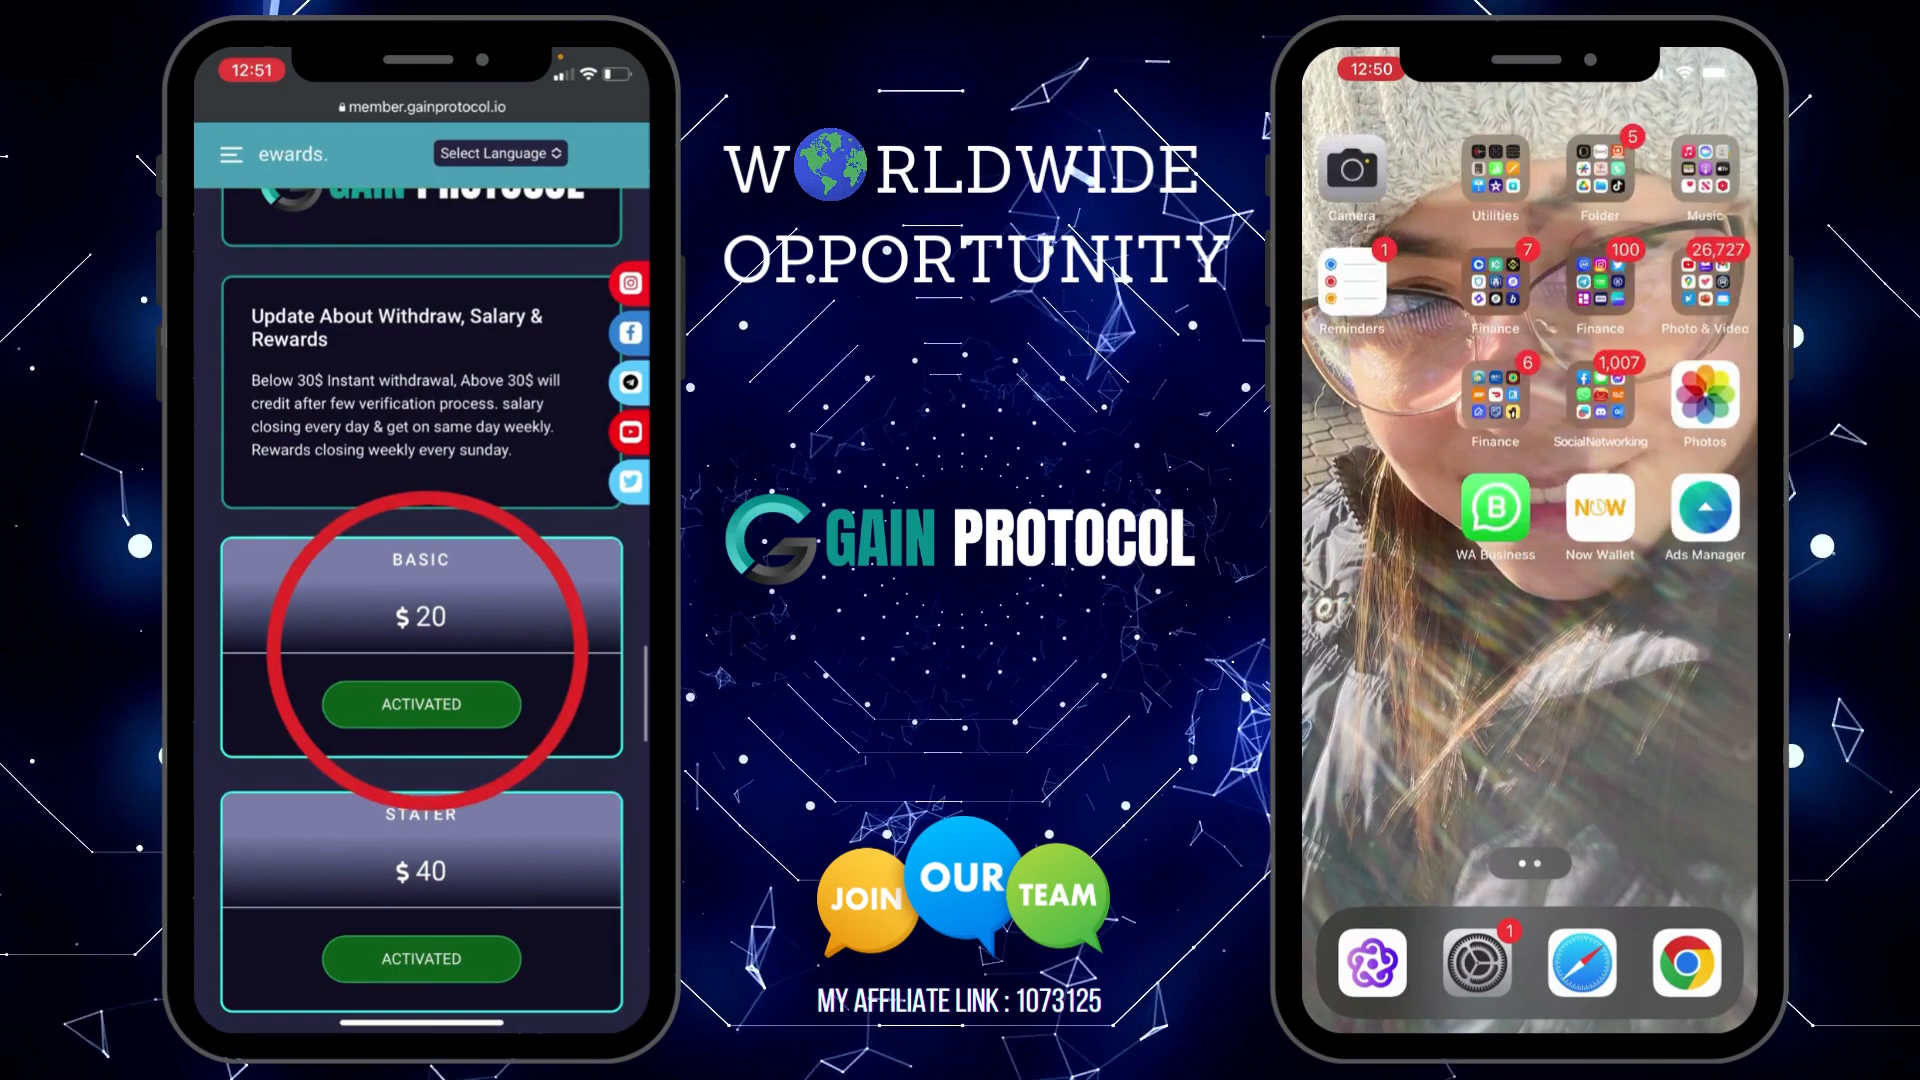 12:51
member.gainprotocol.io
ewards.
Select Language
GAIN PROTOCOL
Update About Withdraw, Salary &
Rewards
Below 30$ Instant withdrawal, Above 30$ will
credit after few verification process. salary
closing every day & get on same day weekly.
Rewards closing weekly every sunday.
BASIC
$ 20
ACTIVATED
STATER
$ 40
ACTIVATED
WORLDWIDE
OPPORTUNITY
GAIN PROTOCOL
JOIN OUR TEAM
MY AFFILIATE LINK : 1073125
12:50
5
Camera Utilities Folder Music
1 7 100 26,727
Reminders Finance Finance Photo & Video
6 1,007
Finance SocialNetworking Photos
B NOW
WA Business Now Wallet Ads Manager
1